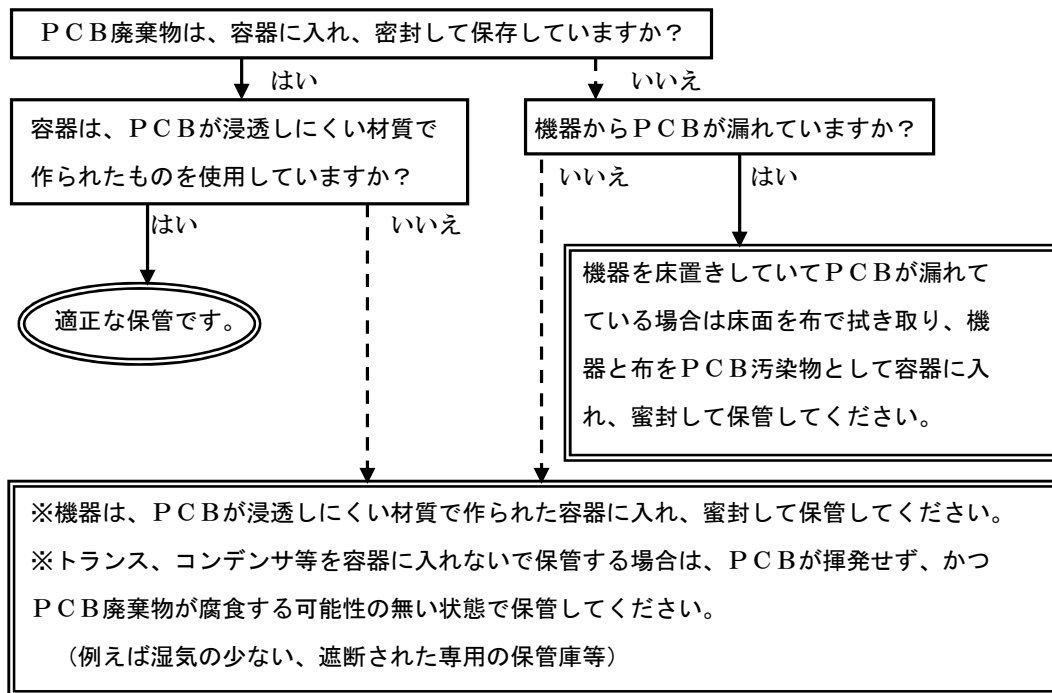 ＰＣＢ廃棄物は、容器に入れ、密封して保存していますか？
はい
いいえ
容器は、ＰＣＢが浸透しにくい材質で
作られたものを使用していますか？
機器からＰＣＢが漏れていますか？
いいえ
はい
はい
いいえ
適正な保管です。
機器を床置きしていてＰＣＢが漏れて
ている場合は床面を布で拭き取り、機
器と布をＰＣＢ汚染物として容器に入
れ、蜜封して保管してください。
※機器は、ＰＣＢが浸透しにくい材質で作られた容器に入れ、蜜封して保管してください。
※トランス、コンデンサ等を容器に入れないで保管する場合は、ＰＣＢが揮発せず、かつ
ＰＣＢ廃棄物が腐食する可能性の無い状態で保管してください。
（例えば湿気の少ない、遮断された専用の保管庫等）